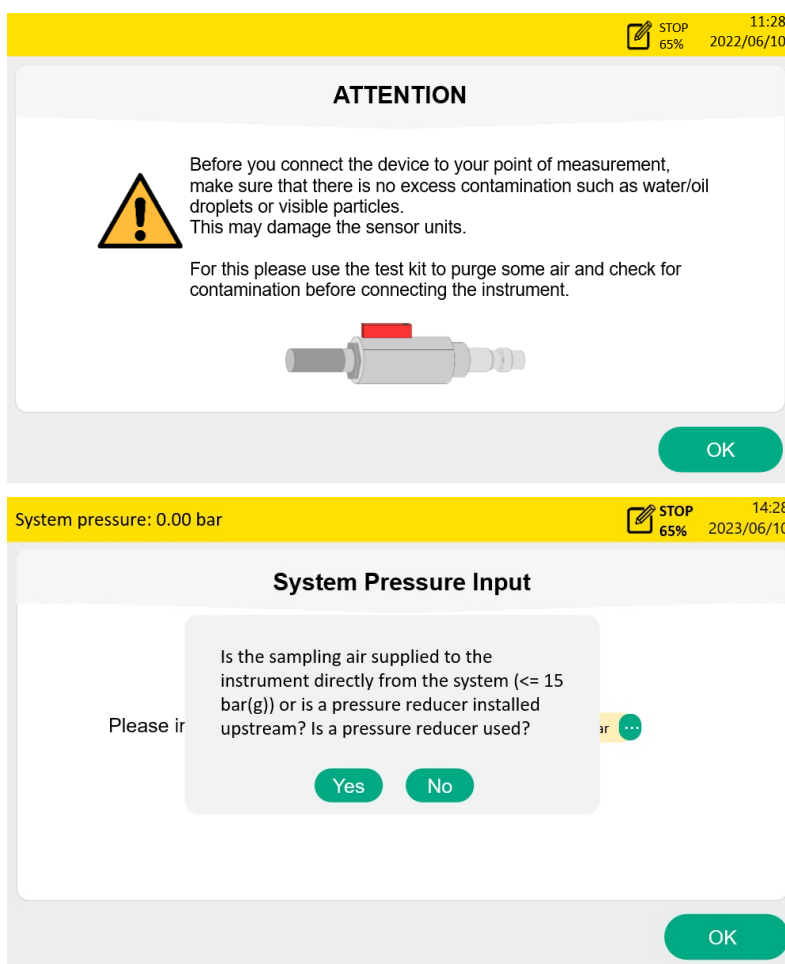 STOP 11:28
65% 2022/06/10
ATTENTION
Before you connect the device to your point of measurement,
make sure that there is no excess contamination such as water/oil
droplets or visible particles.
This may damage the sensor units.
For this please use the test kit to purge some air and check for
contamination before connecting the instrument.
OK
System pressure: 0.00 bar STOP 14:28
65% 2023/06/10
System Pressure Input
Is the sampling air supplied to the
instrument directly from the system (<= 15
bar(g)) or is a pressure reducer installed
Please ir upstream? Is a pressure reducer used? ar
Yes No
OK